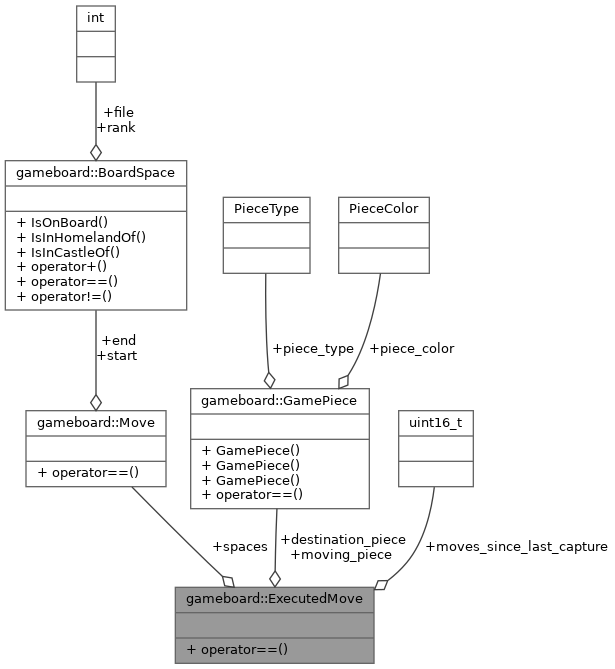 int
+file
+rank
gameboard::BoardSpace
+ IsOnBoard()
+ IsInHomelandOf()
+ IsInCastleOf()
+ operator+()
+ operator==()
+ operator!=()
PieceType
PieceColor
+end
+start
+piece_type
+piece_color
gameboard::Move
+ operator==()
gameboard::GamePiece
+ GamePiece()
+ GamePiece()
+ GamePiece()
+ operator==()
uint16_t
+spaces
+destination_piece
+moving_piece
+moves_since_last_capture
gameboard::ExecutedMove
+ operator==()